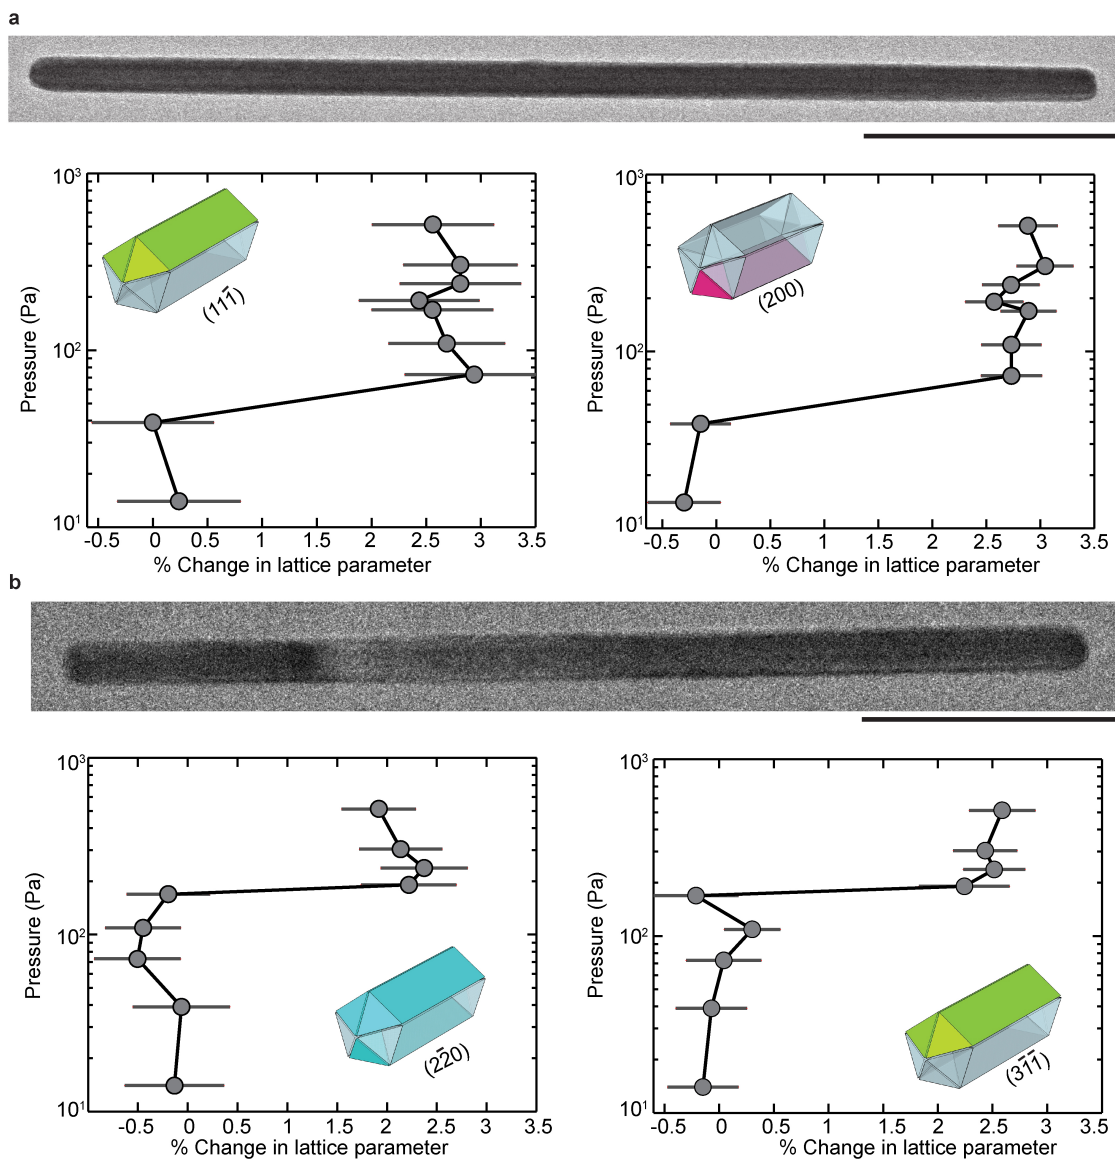 a
10³
10²
10¹
Pressure (Pa)
(111̄)
-0.5 0 0.5 1 1.5 2 2.5 3 3.5
% Change in lattice parameter
10³
10²
10¹
Pressure (Pa)
(200)
-0.5 0 0.5 1 1.5 2 2.5 3 3.5
% Change in lattice parameter
b
10³
10²
10¹
Pressure (Pa)
(22̄0)
-0.5 0 0.5 1 1.5 2 2.5 3 3.5
% Change in lattice parameter
10³
10²
10¹
Pressure (Pa)
(31̄1̄)
-0.5 0 0.5 1 1.5 2 2.5 3 3.5
% Change in lattice parameter